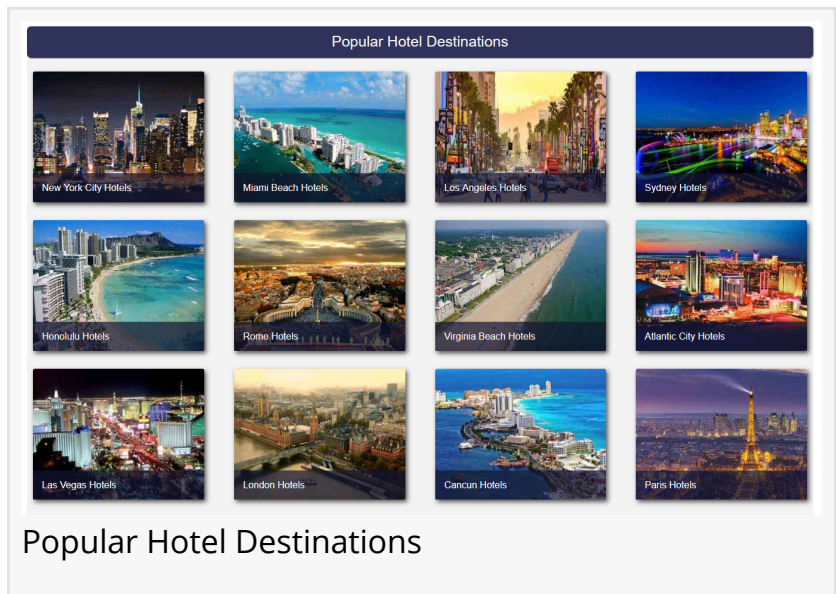 Popular Hotel Destinations
New York City Hotels
Miami Beach Hotels
Los Angeles Hotels
Sydney Hotels
Honolulu Hotels
Rome Hotels
Virginia Beach Hotels
Atlantic City Hotels
Las Vegas Hotels
London Hotels
Cancun Hotels
Paris Hotels
Popular Hotel Destinations